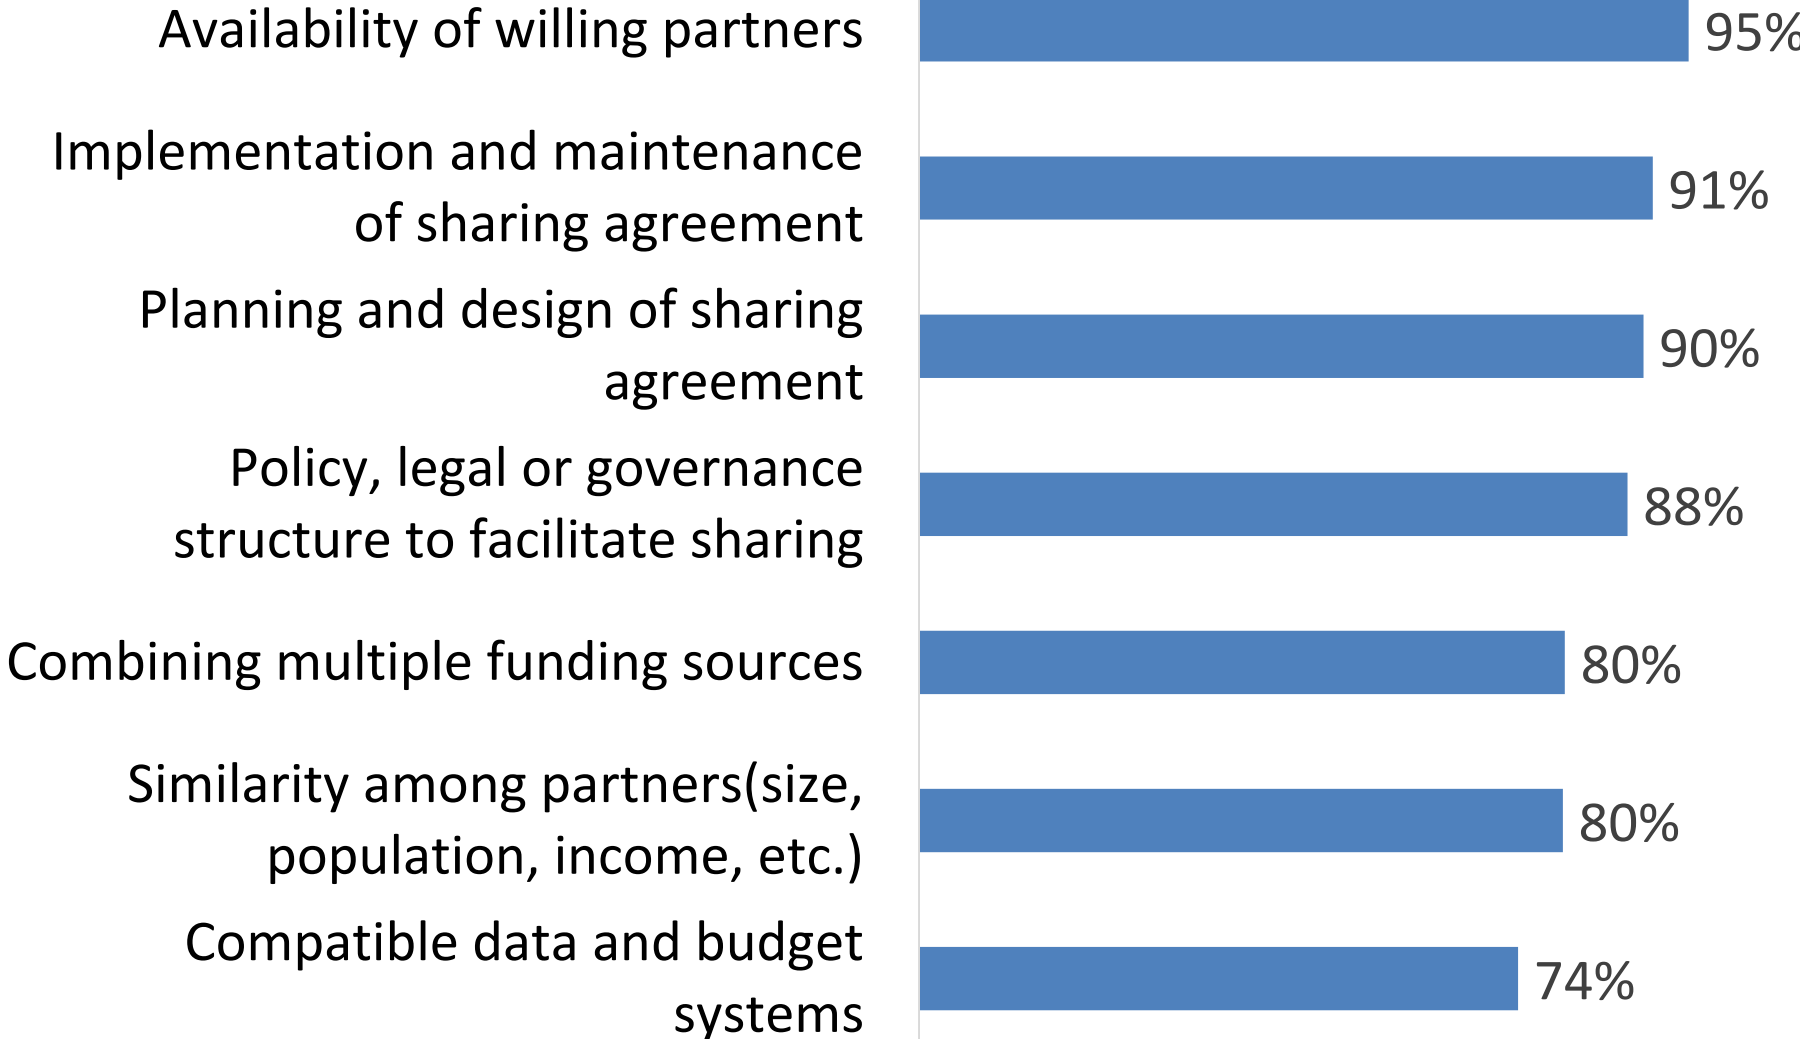 Availability of willing partners
95%
Implementation and maintenance
of sharing agreement
91%
Planning and design of sharing
agreement
90%
Policy, legal or governance
structure to facilitate sharing
88%
Combining multiple funding sources
80%
Similarity among partners(size,
population, income, etc.)
80%
Compatible data and budget
systems
74%